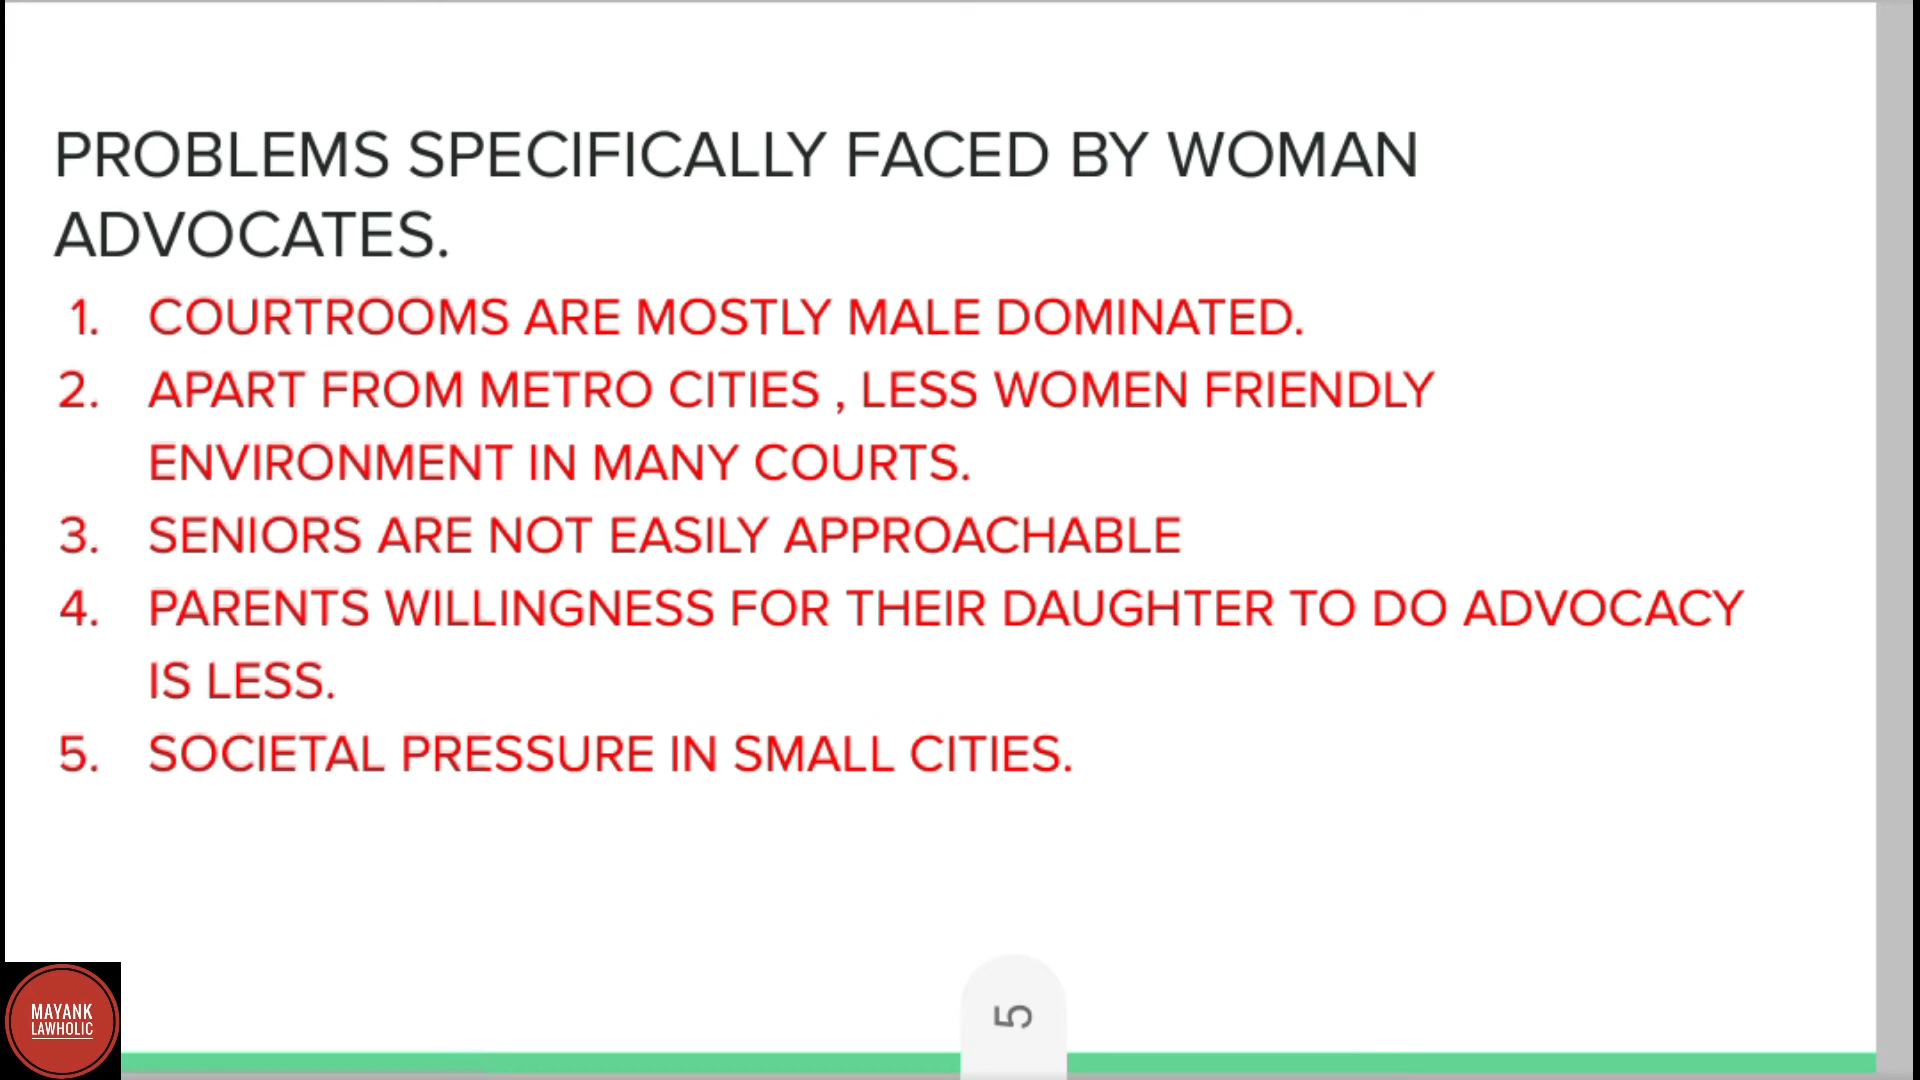 PROBLEMS SPECIFICALLY FACED BY WOMAN
ADVOCATES.
1. COURTROOMS ARE MOSTLY MALE DOMINATED.
2. APART FROM METRO CITIES , LESS WOMEN FRIENDLY
ENVIRONMENT IN MANY COURTS.
3. SENIORS ARE NOT EASILY APPROACHABLE
4. PARENTS WILLINGNESS FOR THEIR DAUGHTER TO DO ADVOCACY
IS LESS.
5. SOCIETAL PRESSURE IN SMALL CITIES.
MAYANK
LAWHOLIC
5